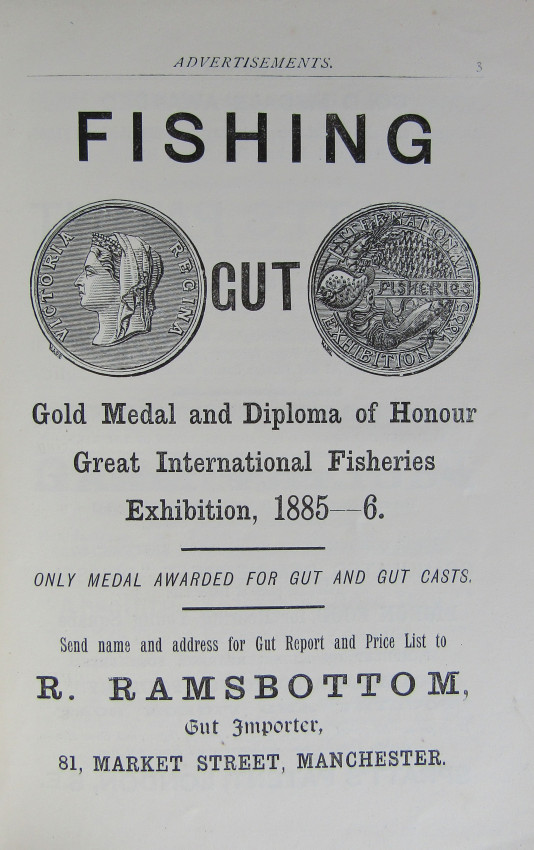 ADVERTISEMENTS. 3
FISHING
VICTORIA REGINA
GUT
INTERNATIONAL
FISHERIES
EXHIBITION
Gold Medal and Diploma of Honour
Great International Fisheries
Exhibition, 1885—6.
ONLY MEDAL AWARDED FOR GUT AND GUT CASTS.
Send name and address for Gut Report and Price List to
R. RAMSBOTTOM,
Gut Importer,
81, MARKET STREET, MANCHESTER.